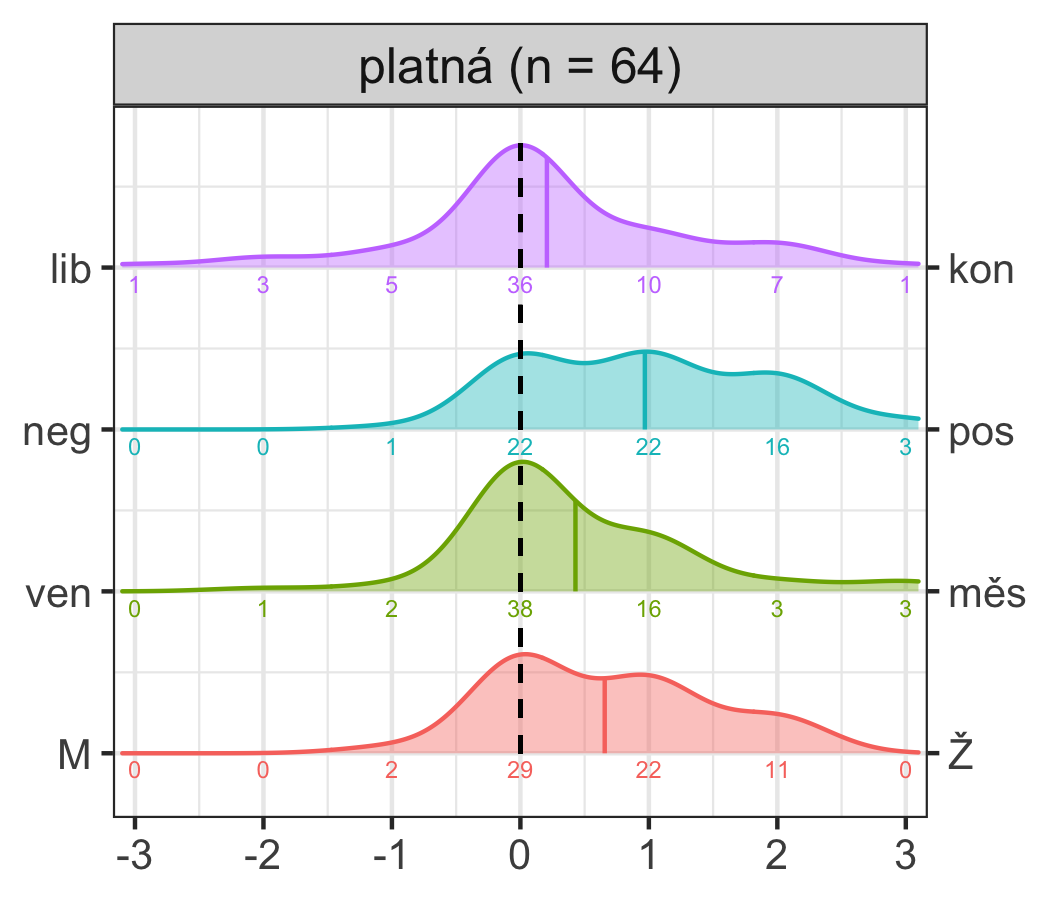 platná (n = 64)
lib kon
1 3 5 36 10 7 1
neg pos
0 0 1 22 22 16 3
ven měs
0 1 2 38 16 3 3
M Ž
0 0 2 29 22 11 0
-3 -2 -1 0 1 2 3